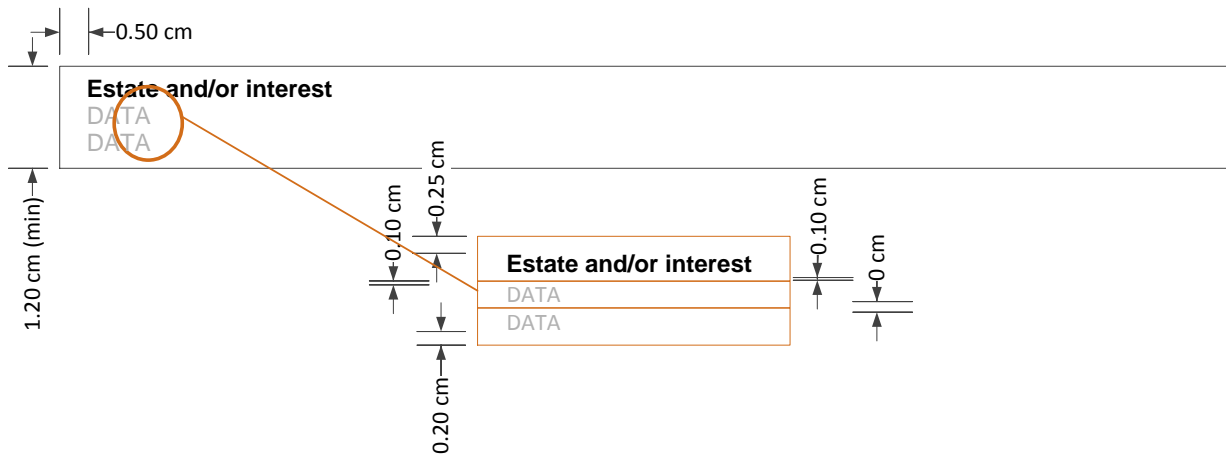 0.50 cm
Estate and/or interest
DATA
DATA
1.20 cm (min)
0.25 cm
0.10 cm
0.20 cm
Estate and/or interest
DATA
DATA
0.10 cm
0 cm